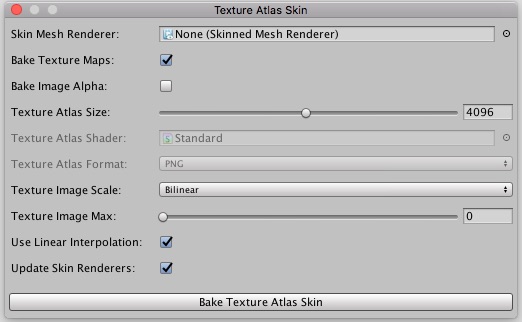 Texture Atlas Skin
Skin Mesh Renderer: None (Skinned Mesh Renderer)
Bake Texture Maps:
Bake Image Alpha:
Texture Atlas Size: 4096
Texture Atlas Shader: Standard
Texture Atlas Format: PNG
Texture Image Scale: Bilinear
Texture Image Max: 0
Use Linear Interpolation:
Update Skin Renderers:
Bake Texture Atlas Skin